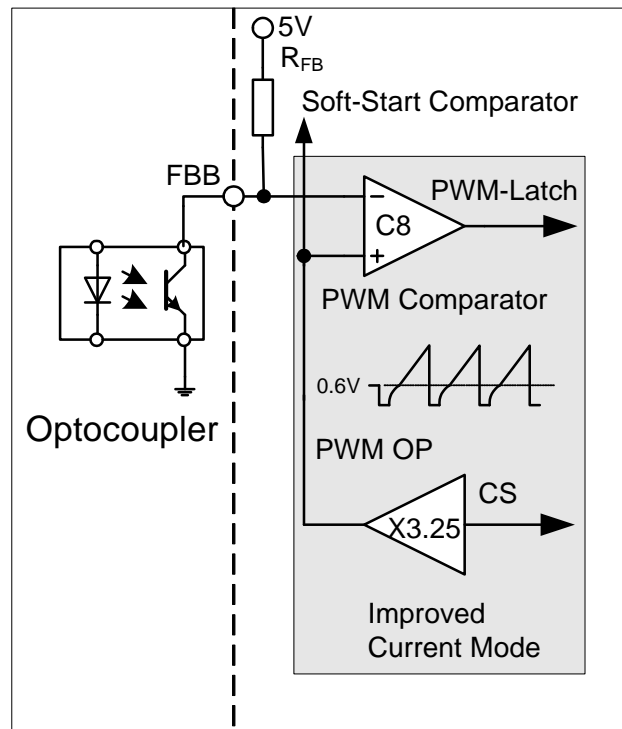 5V
RFB
Soft-Start Comparator
FBB
PWM-Latch
−
C8
+
PWM Comparator
0.6V
Optocoupler
PWM OP
CS
X3.25
Improved
Current Mode